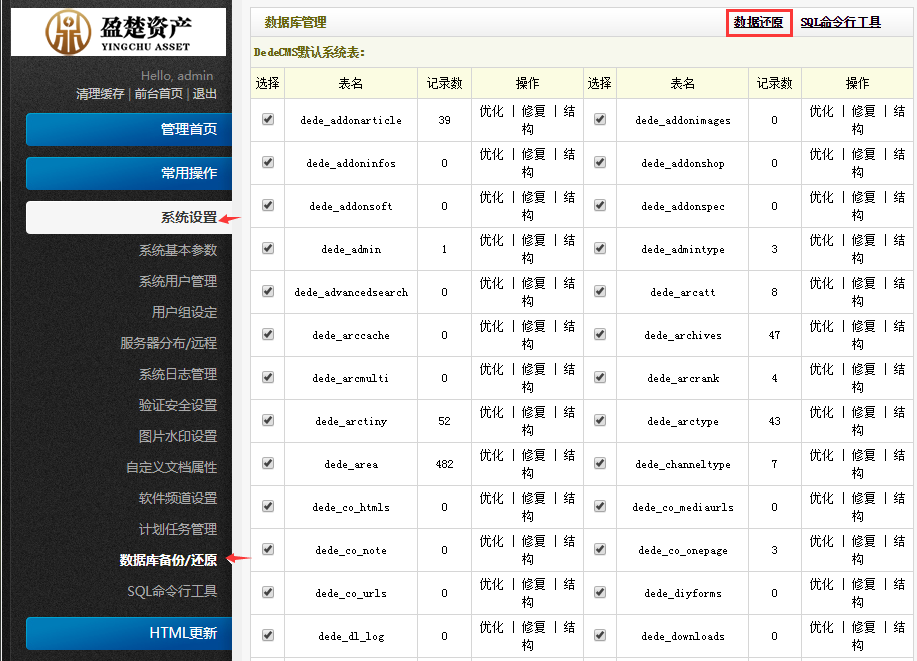 盈楚资产
YINGCHU ASSET
Hello, admin
清理缓存 | 前台首页 | 退出
管理首页
常用操作
系统设置
系统基本参数
系统用户管理
用户组设定
服务器分布/远程
系统日志管理
验证安全设置
图片水印设置
自定义文档属性
软件频道设置
计划任务管理
数据库备份/还原
SQL命令行工具
HTML更新
数据库管理 数据还原 SQL命令行工具
DedeCMS默认系统表:
选择 表名 记录数 操作 选择 表名 记录数 操作
dede_addonarticle 39 优化 | 修复 | 结构 dede_addonimages 0 优化 | 修复 | 结构
dede_addoninfos 0 优化 | 修复 | 结构 dede_addonshop 0 优化 | 修复 | 结构
dede_addonsoft 0 优化 | 修复 | 结构 dede_addonspec 0 优化 | 修复 | 结构
dede_admin 1 优化 | 修复 | 结构 dede_admintype 3 优化 | 修复 | 结构
dede_advancedsearch 0 优化 | 修复 | 结构 dede_arcatt 8 优化 | 修复 | 结构
dede_arccache 0 优化 | 修复 | 结构 dede_archives 47 优化 | 修复 | 结构
dede_arcmulti 0 优化 | 修复 | 结构 dede_arcrank 4 优化 | 修复 | 结构
dede_arctiny 52 优化 | 修复 | 结构 dede_arctype 43 优化 | 修复 | 结构
dede_area 482 优化 | 修复 | 结构 dede_channeltype 7 优化 | 修复 | 结构
dede_co_htmls 0 优化 | 修复 | 结构 dede_co_mediaurls 0 优化 | 修复 | 结构
dede_co_note 0 优化 | 修复 | 结构 dede_co_onepage 3 优化 | 修复 | 结构
dede_co_urls 0 优化 | 修复 | 结构 dede_diyforms 0 优化 | 修复 | 结构
dede_dl_log 0 优化 | 修复 | 结构 dede_downloads 0 优化 | 修复 | 结构